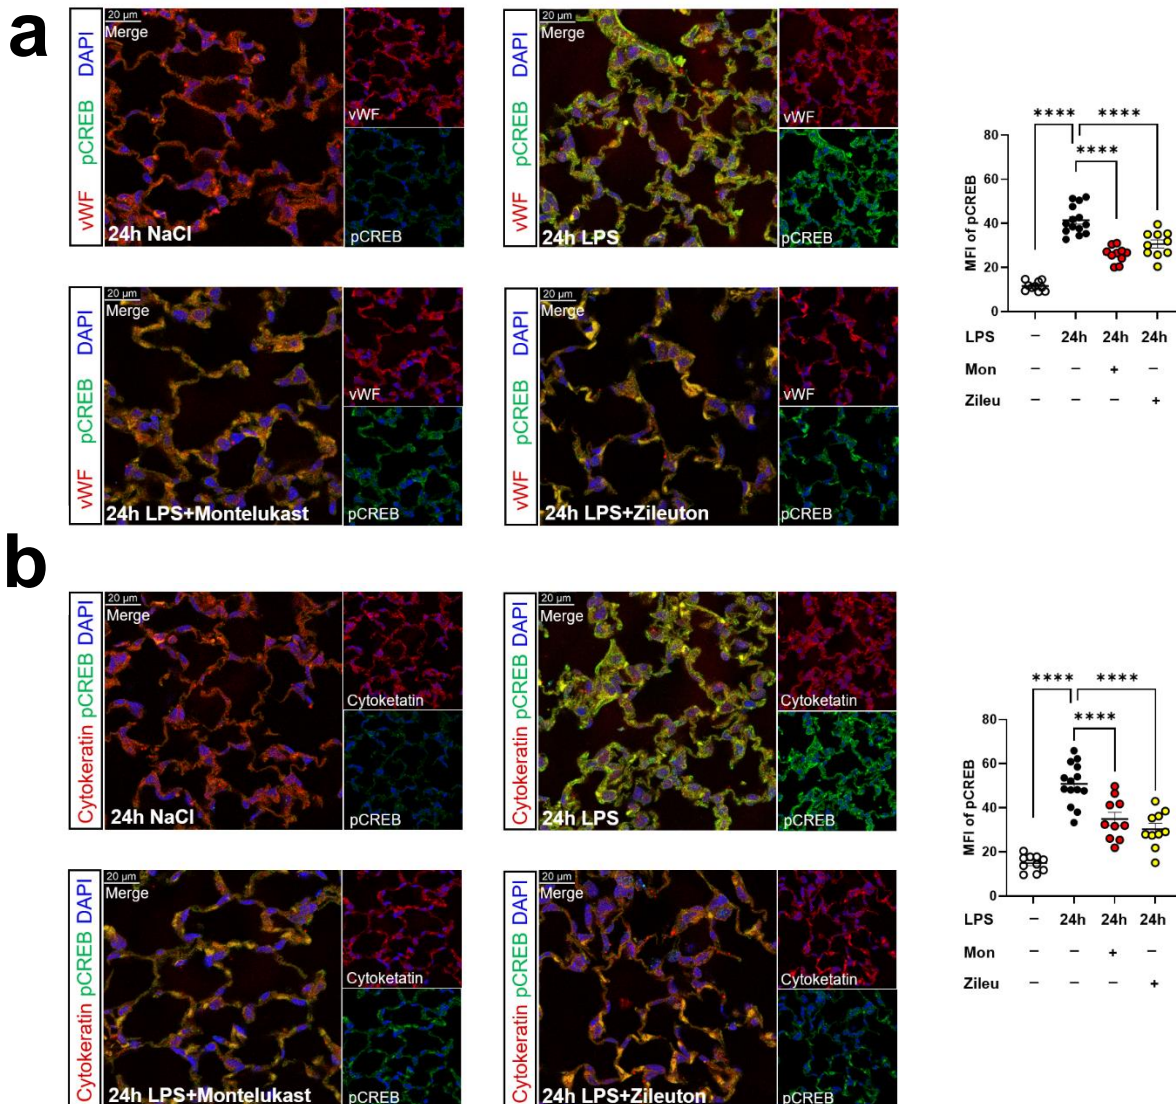 a
vWF pCREB DAPI
20 µm
Merge
24h NaCl
vWF
pCREB
vWF pCREB DAPI
20 µm
Merge
24h LPS
vWF
pCREB
vWF pCREB DAPI
20 µm
Merge
24h LPS+Montelukast
vWF
pCREB
vWF pCREB DAPI
20 µm
Merge
24h LPS+Zileuton
vWF
pCREB
**** ****
****
MFI of pCREB
80
60
40
20
0
LPS – 24h 24h 24h
Mon – – + –
Zileu – – – +
b
Cytokeratin pCREB DAPI
20 µm
Merge
24h NaCl
Cytoketatin
pCREB
Cytokeratin pCREB DAPI
20 µm
Merge
24h LPS
Cytoketatin
pCREB
Cytokeratin pCREB DAPI
20 µm
Merge
24h LPS+Montelukast
Cytoketatin
pCREB
Cytokeratin pCREB DAPI
20 µm
Merge
24h LPS+Zileuton
Cytoketatin
pCREB
**** ****
****
MFI of pCREB
80
60
40
20
0
LPS – 24h 24h 24h
Mon – – + –
Zileu – – – +